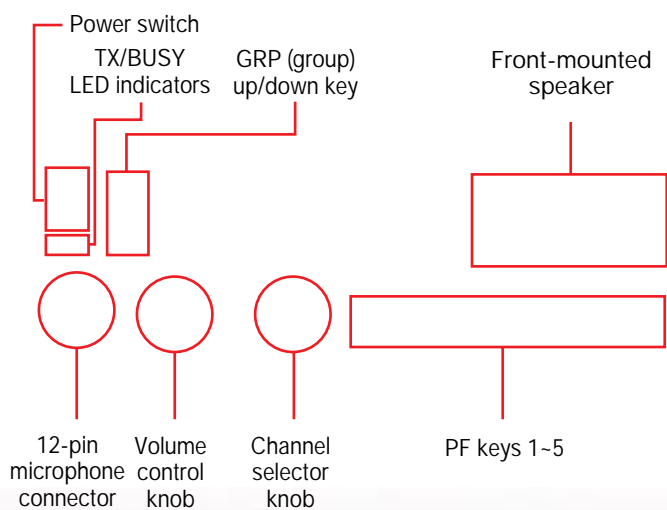 Power switch
TX/BUSY
LED indicators
GRP (group)
up/down key
Front-mounted
speaker
12-pin
microphone
connector
Volume
control
knob
Channel
selector
knob
PF keys 1~5